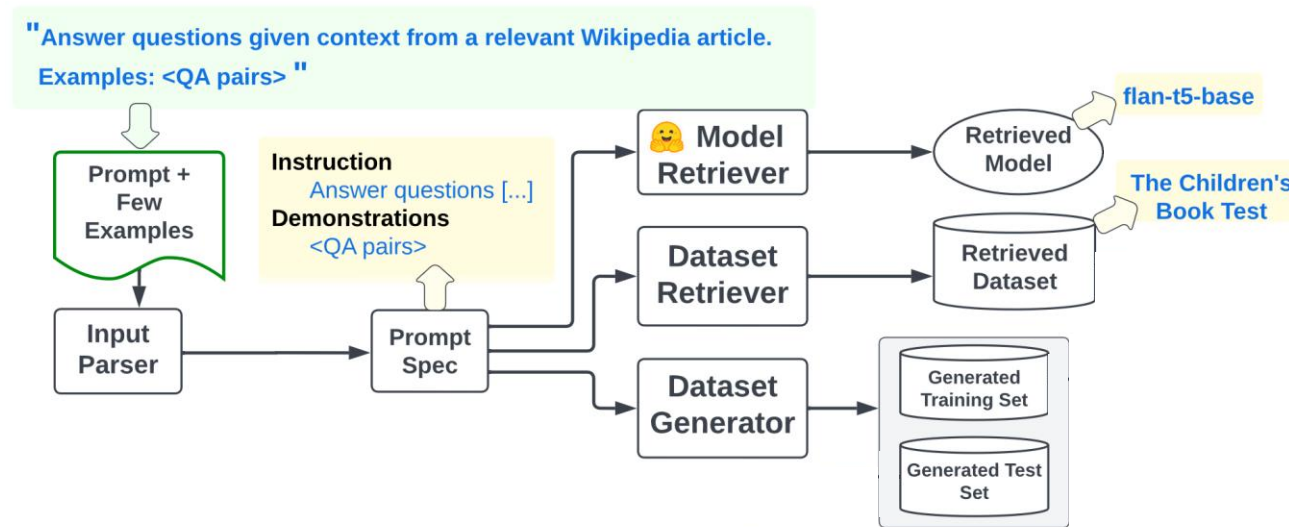 "Answer questions given context from a relevant Wikipedia article.
Examples: <QA pairs> "
Prompt +
Few
Examples
Input
Parser
Instruction
Answer questions [...]
Demonstrations
<QA pairs>
Prompt
Spec
Model
Retriever
Retrieved
Model
flan-t5-base
Dataset
Retriever
Retrieved
Dataset
The Children's
Book Test
Dataset
Generator
Generated
Training Set
Generated Test
Set